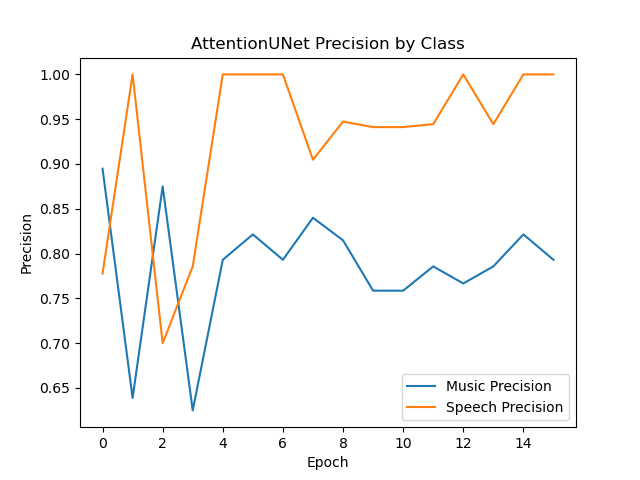 AttentionUNet Precision by Class
1.00
0.95
0.90
0.85
0.80
0.75
0.70
0.65
Precision
Music Precision
Speech Precision
0 2 4 6 8 10 12 14
Epoch